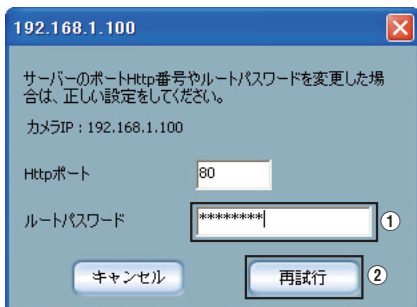 192.168.1.100
サーバーのポートHttp番号やルートパスワードを変更した場
合は、正しい設定をしてください。
カメラIP : 192.168.1.100
Httpポート 80
ルートパスワード ******** ①
キャンセル 再試行 ②